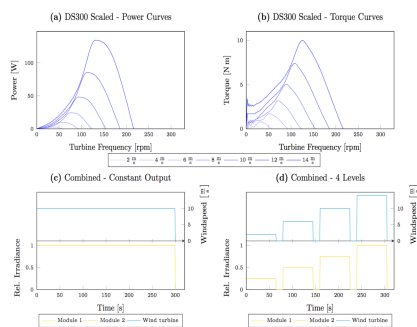 (a) DS300 Scaled - Power Curves
Power [W]
100
50
0
0 50 100 150 200 250 300
Turbine Frequency [rpm]
(b) DS300 Scaled - Torque Curves
Torque [N m]
10
5
0
0 50 100 150 200 250 300
Turbine Frequency [rpm]
2 m/s 4 m/s 6 m/s 8 m/s 10 m/s 12 m/s 14 m/s
(c) Combined - Constant Output
Windspeed [m/s]
10
5
0
Rel. Irradiance
1
0.5
0
0 50 100 150 200 250 300
Time [s]
Module 1 Module 2 Wind turbine
(d) Combined - 4 Levels
Windspeed [m/s]
10
5
0
Rel. Irradiance
1
0.5
0
0 50 100 150 200 250 300
Time [s]
Module 1 Module 2 Wind turbine